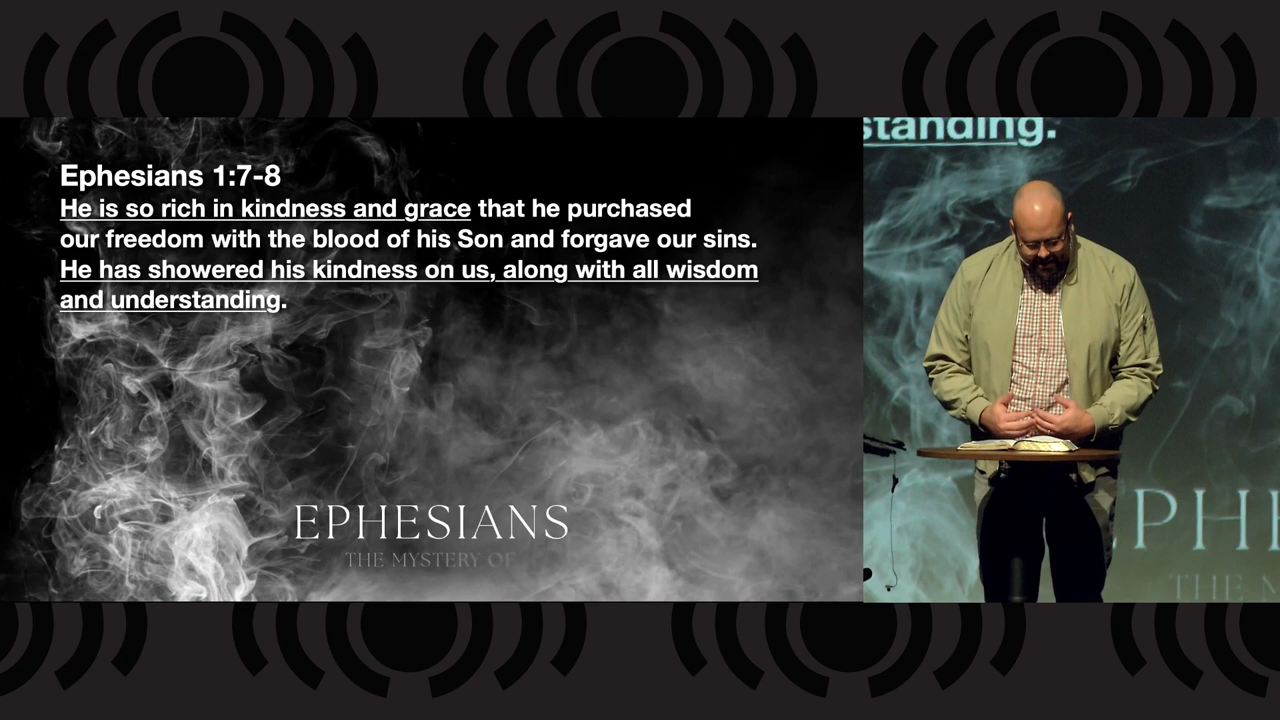 Ephesians 1:7-8
He is so rich in kindness and grace that he purchased
our freedom with the blood of his Son and forgave our sins.
He has showered his kindness on us, along with all wisdom
and understanding.
EPHESIANS
THE MYSTERY OF
standing.
EPHE
THE M